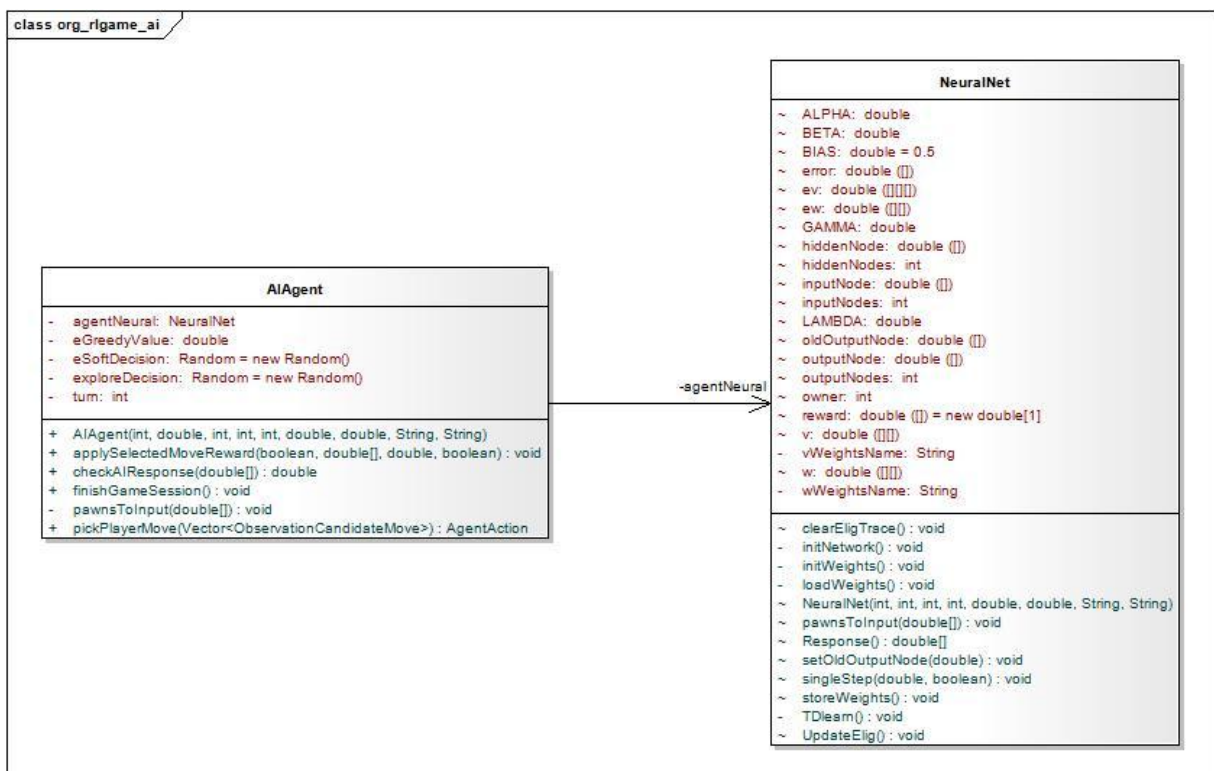 class org_rlgame_ai
AIAgent
- agentNeural: NeuralNet
- eGreedyValue: double
- eSoftDecision: Random = new Random()
- exploreDecision: Random = new Random()
- turn: int
+ AIAgent(int, double, int, int, int, double, double, String, String)
+ applySelectedMoveReward(boolean, double[], double, boolean) : void
+ checkAIResponse(double[]) : double
+ finishGameSession() : void
- pawnsToInput(double[]) : void
+ pickPlayerMove(Vector<ObservationCandidateMove>) : AgentAction
-agentNeural
NeuralNet
~ ALPHA: double
~ BETA: double
~ BIAS: double = 0.5
~ error: double ([])
~ ev: double ([][][])
~ ew: double ([][])
~ GAMMA: double
~ hiddenNode: double ([])
~ hiddenNodes: int
~ inputNode: double ([])
~ inputNodes: int
~ LAMBDA: double
~ oldOutputNode: double ([])
~ outputNode: double ([])
~ outputNodes: int
~ owner: int
~ reward: double ([]) = new double[1]
~ v: double ([][])
- vWeightsName: String
~ w: double ([][])
- wWeightsName: String
~ clearEligTrace() : void
- initNetwork() : void
- initWeights() : void
- loadWeights() : void
~ NeuralNet(int, int, int, int, double, double, String, String)
~ pawnsToInput(double[]) : void
~ Response() : double[]
~ setOldOutputNode(double) : void
~ singleStep(double, boolean) : void
~ storeWeights() : void
- TDlearn() : void
~ UpdateElig() : void